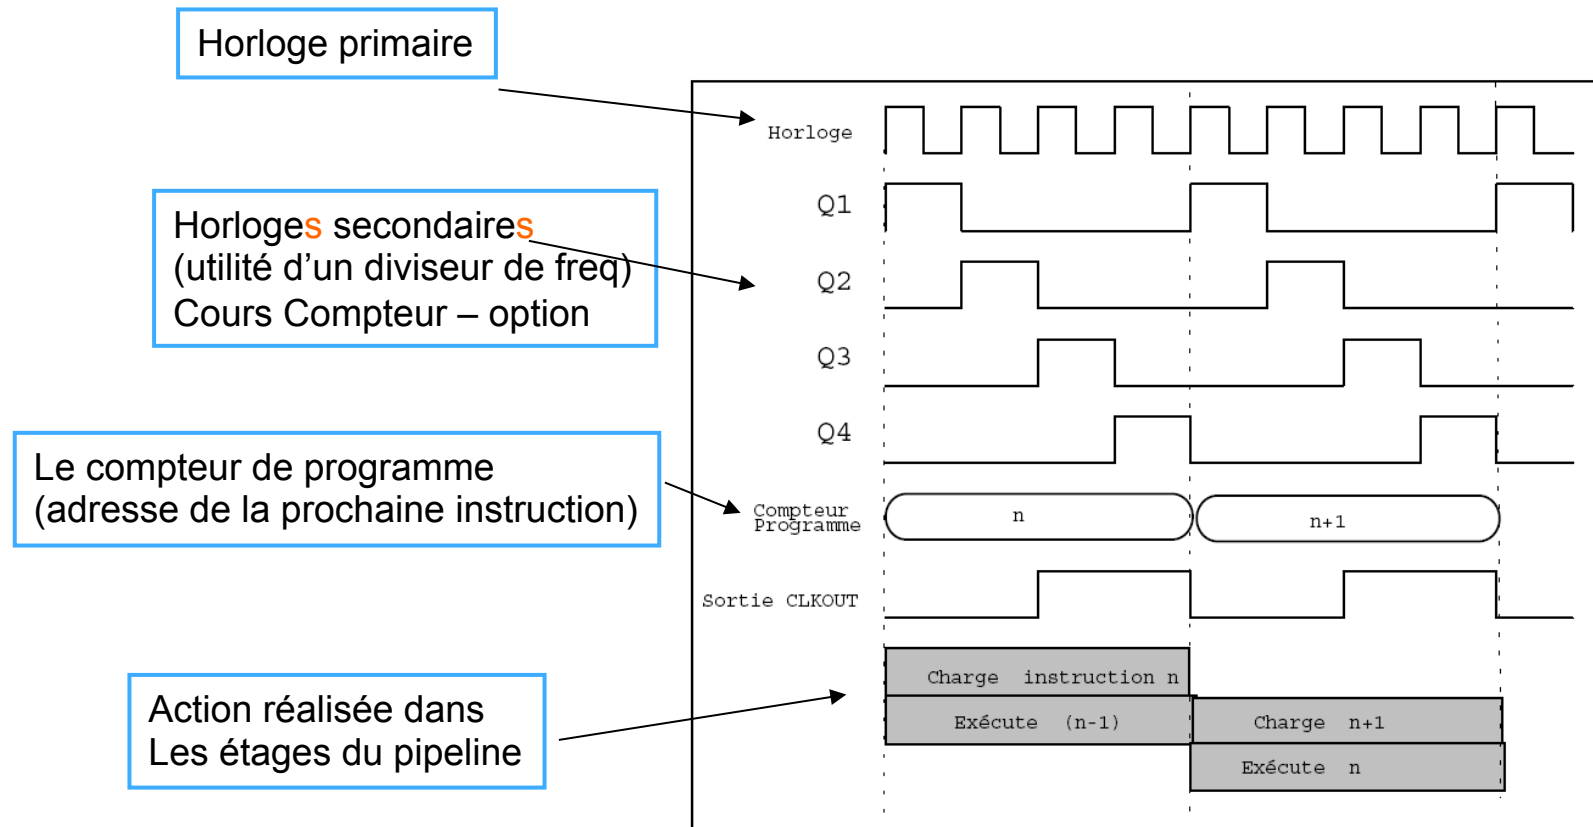 Horloge primaire
Horloge
Horloges secondaires
(utilité d'un diviseur de freq)
Cours Compteur – option
Q1
Q2
Q3
Q4
Le compteur de programme
(adresse de la prochaine instruction)
Compteur
Programme
n
n+1
Sortie CLKOUT
Action réalisée dans
Les étages du pipeline
Charge instruction n
Exécute (n-1)
Charge n+1
Exécute n